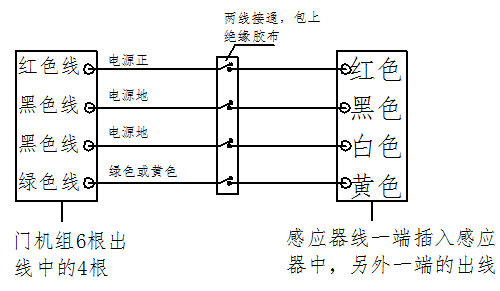 两线接通，包上
绝缘胶布
红色线 电源正 红色
黑色线 电源地 黑色
黑色线 电源地 白色
绿色线 绿色或黄色 黄色
门机组6根出
线中的4根
感应器线一端插入感应
器中，另外一端的出线